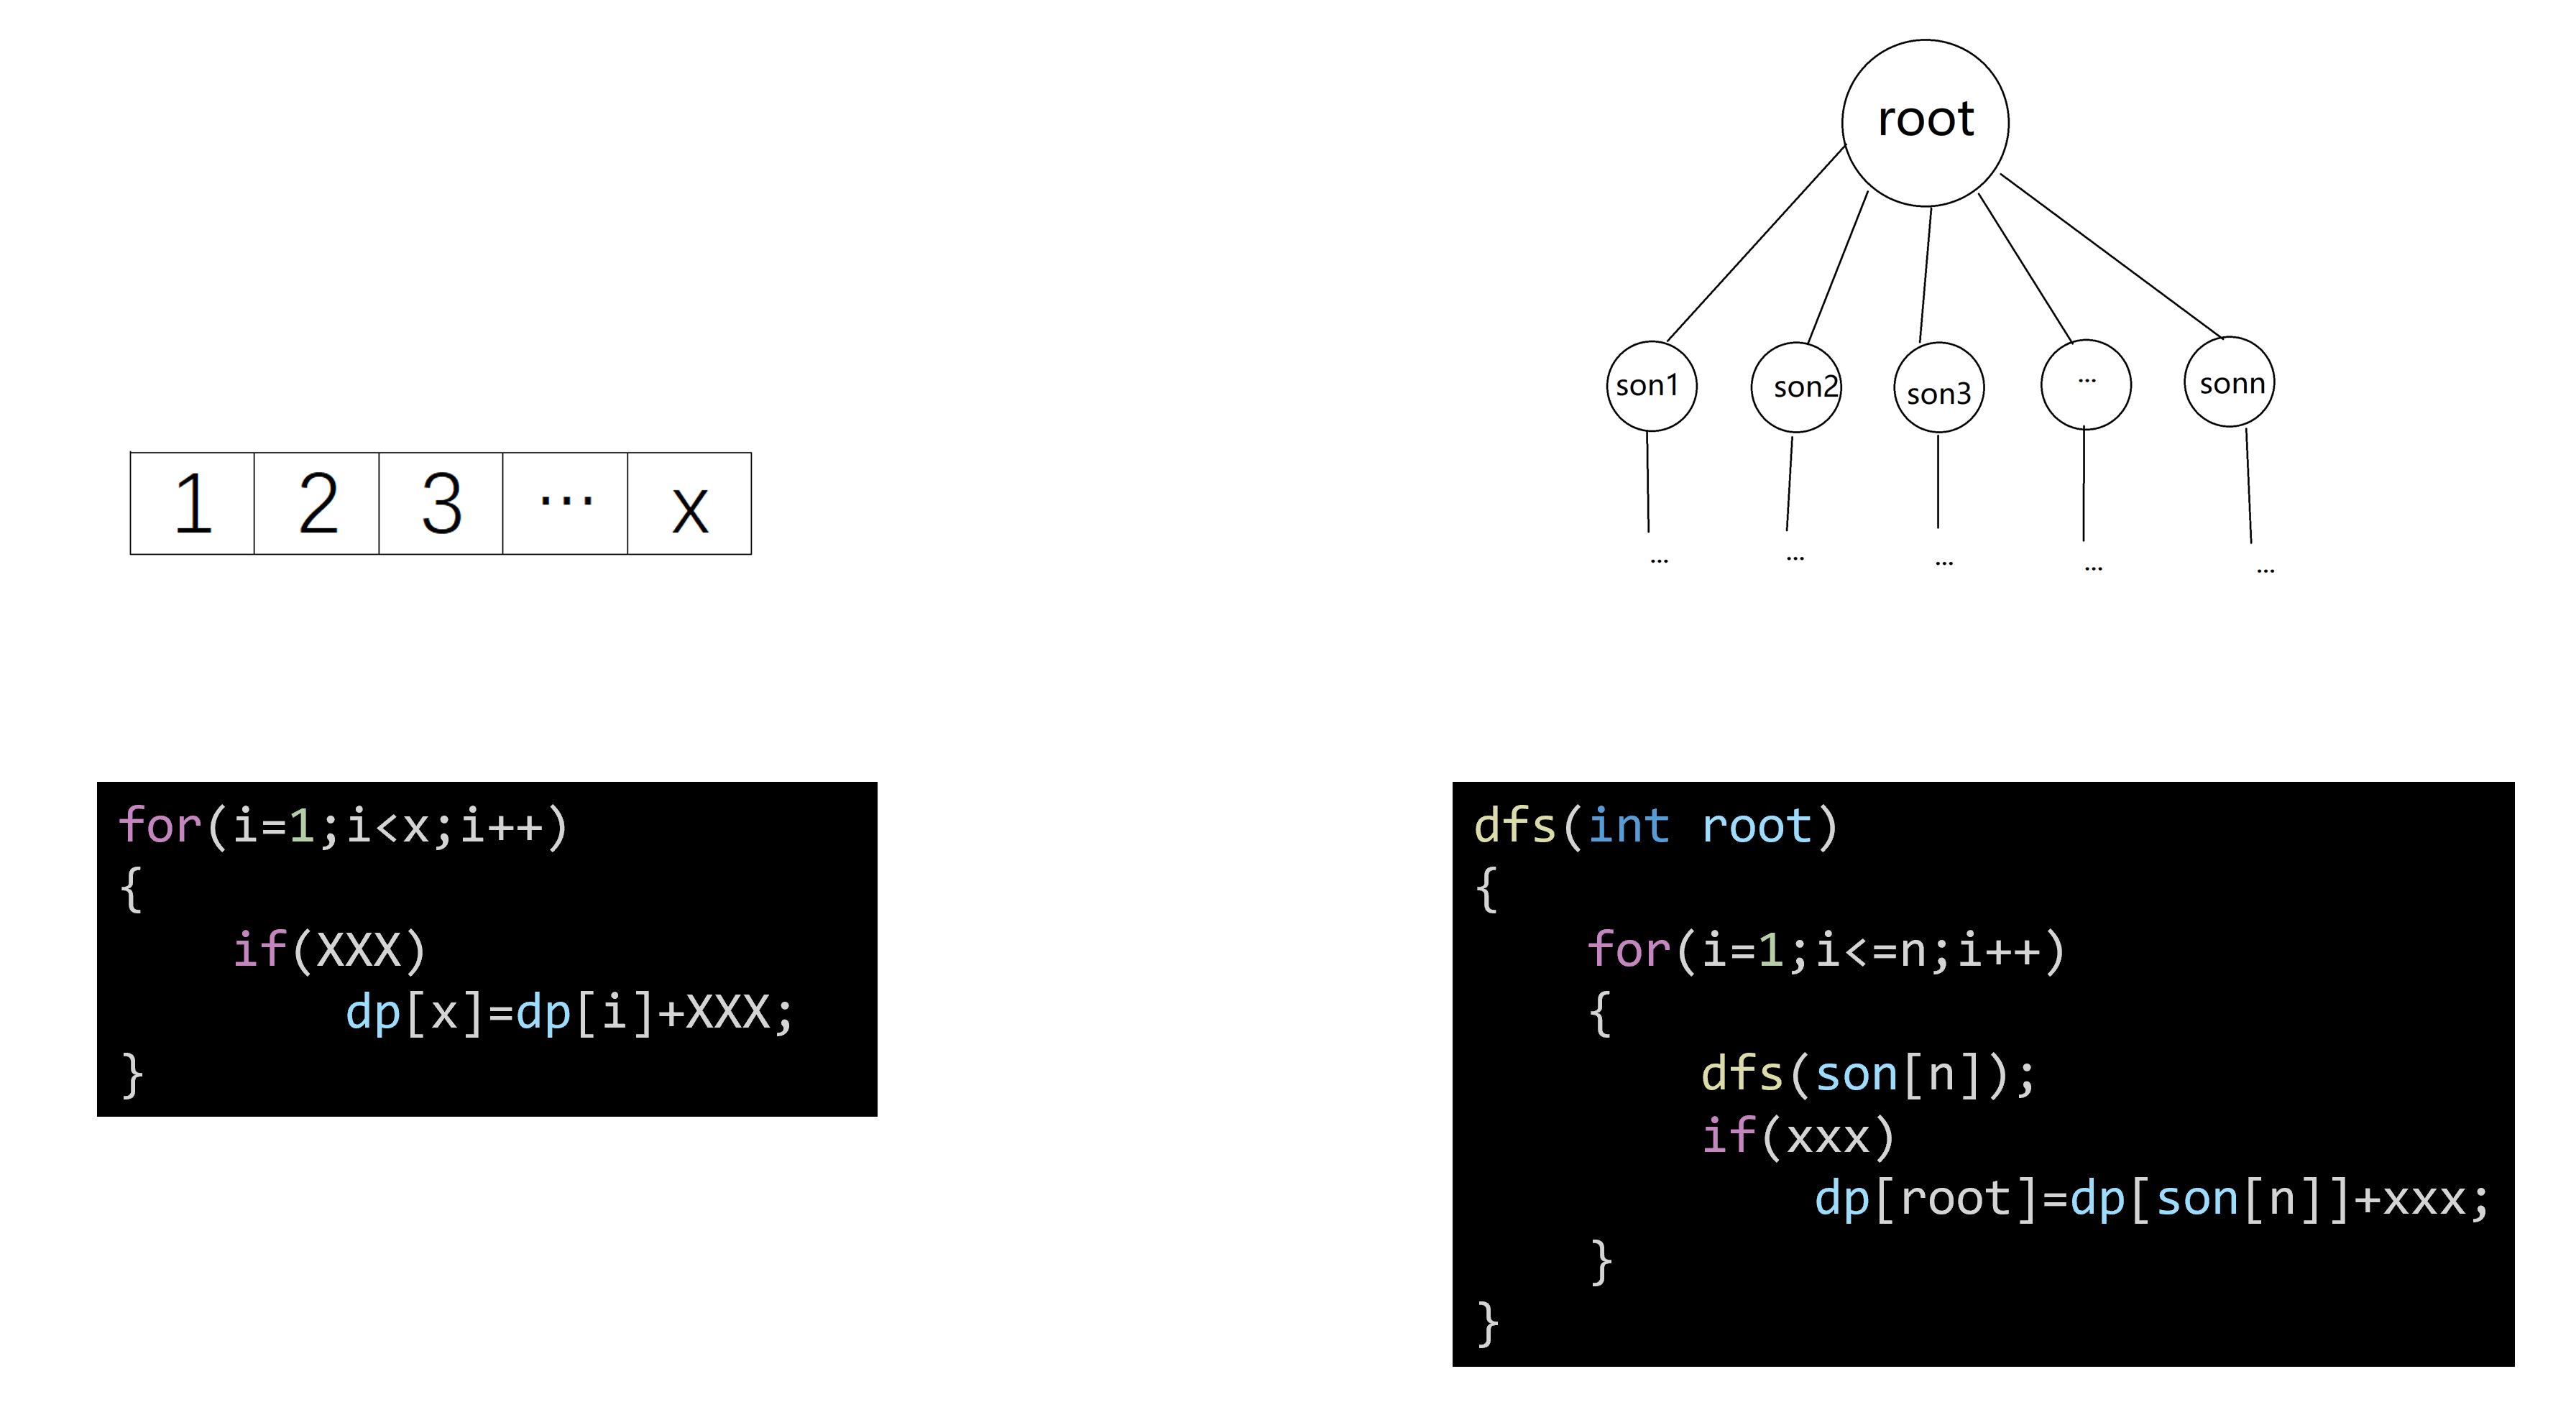 1 2 3 ... x
for(i=1;i<x;i++)
{
    if(XXX)
        dp[x]=dp[i]+XXX;
}
root
son1 son2 son3 ... sonn
... ... ... ... ...
dfs(int root)
{
    for(i=1;i<=n;i++)
    {
        dfs(son[n]);
        if(xxx)
            dp[root]=dp[son[n]]+xxx;
    }
}